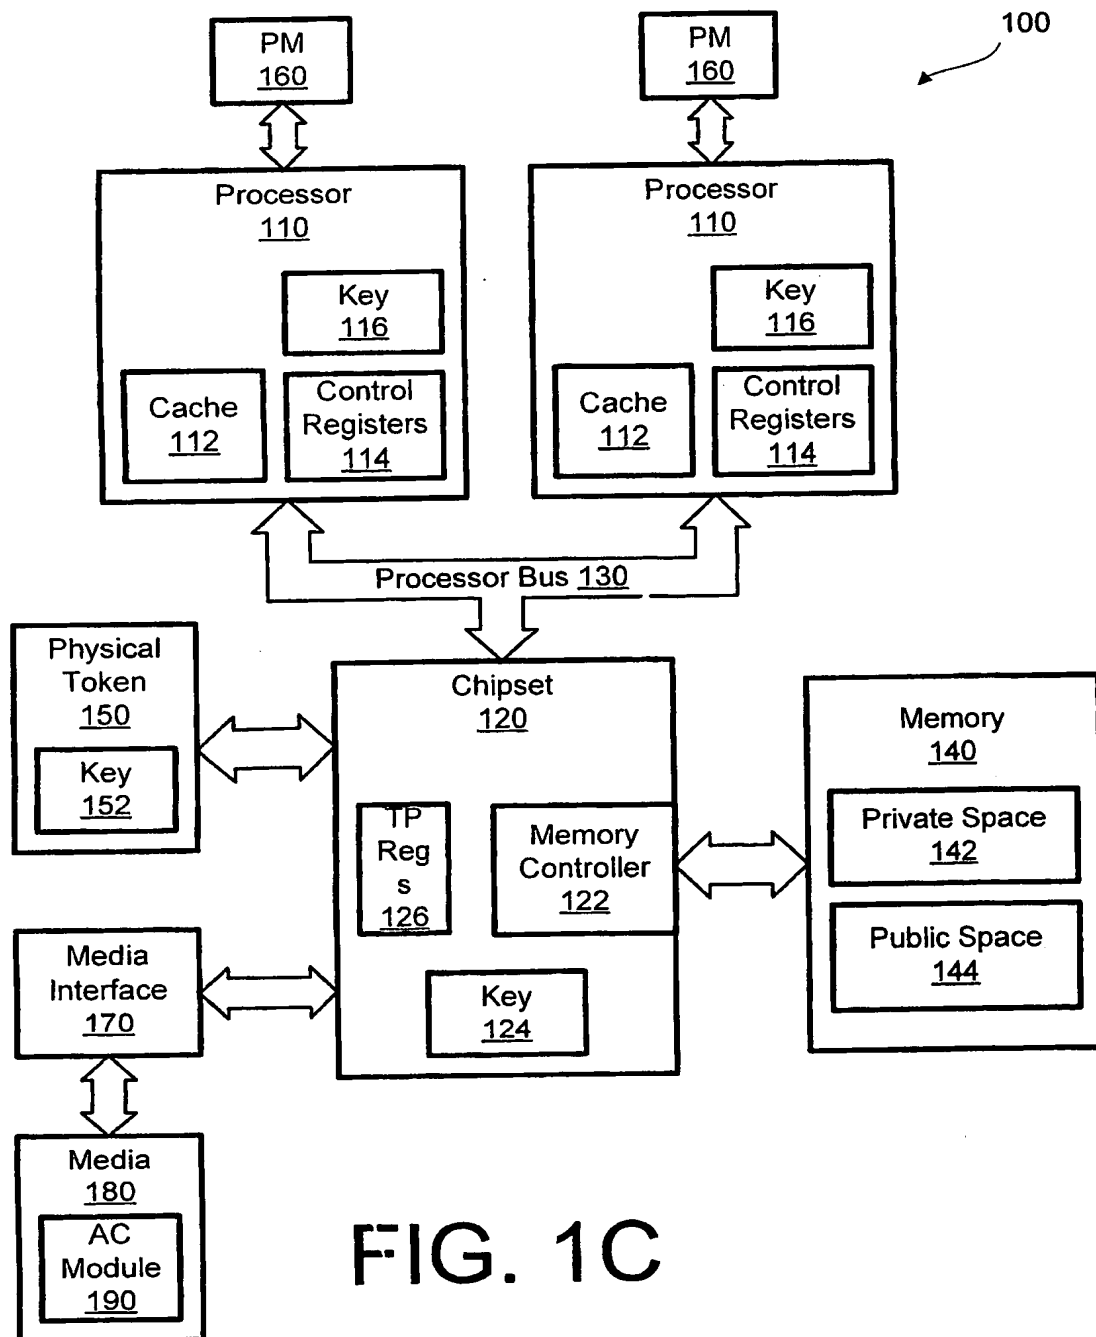 100
PM
160
PM
160
Processor
110
Key
116
Cache
112
Control
Registers
114
Processor
110
Key
116
Cache
112
Control
Registers
114
Processor Bus 130
Physical
Token
150
Key
152
Chipset
120
TP
Reg
s
126
Memory
Controller
122
Key
124
Memory
140
Private Space
142
Public Space
144
Media
Interface
170
Media
180
AC
Module
190
FIG. 1C